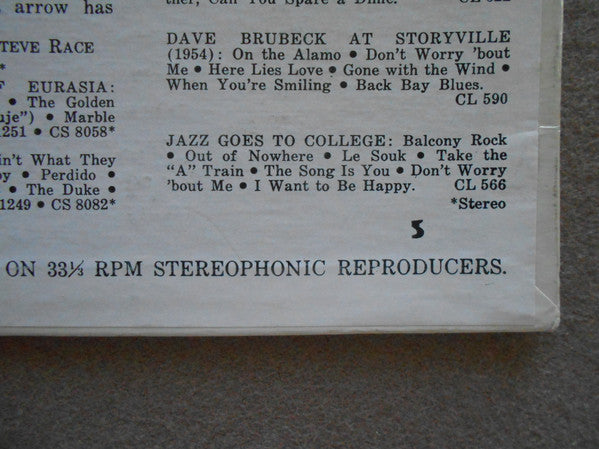 arrow has
STEVE RACE
*
F EURASIA:
• The Golden
uje") • Marble
1251 • CS 8058*
in't What They
oy • Perdido •
• The Duke •
1249 • CS 8082*
ther, Can You Spare a Dime.
DAVE BRUBECK AT STORYVILLE
(1954): On the Alamo • Don't Worry 'bout
Me • Here Lies Love • Gone with the Wind •
When You're Smiling • Back Bay Blues.
CL 590
JAZZ GOES TO COLLEGE: Balcony Rock
• Out of Nowhere • Le Souk • Take the
"A" Train • The Song Is You • Don't Worry
'bout Me • I Want to Be Happy. CL 566
*Stereo
5
ON 33⅓ RPM STEREOPHONIC REPRODUCERS.